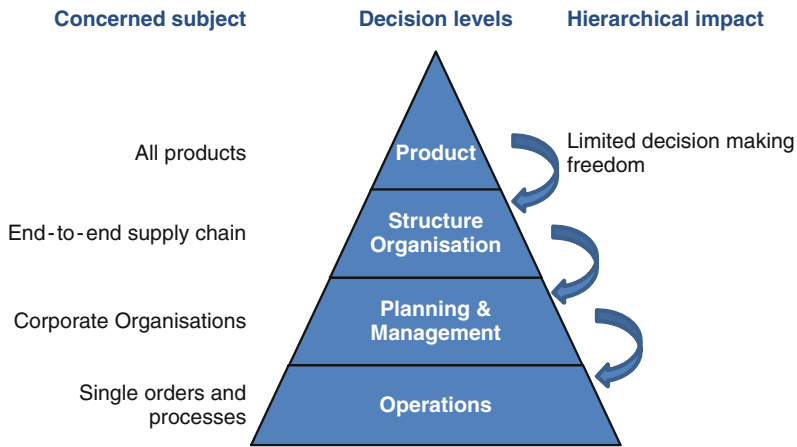 Concerned subject
Decision levels
Hierarchical impact
All products
Product
Limited decision making
freedom
End-to-end supply chain
Structure
Organisation
Corporate Organisations
Planning &
Management
Single orders and
processes
Operations